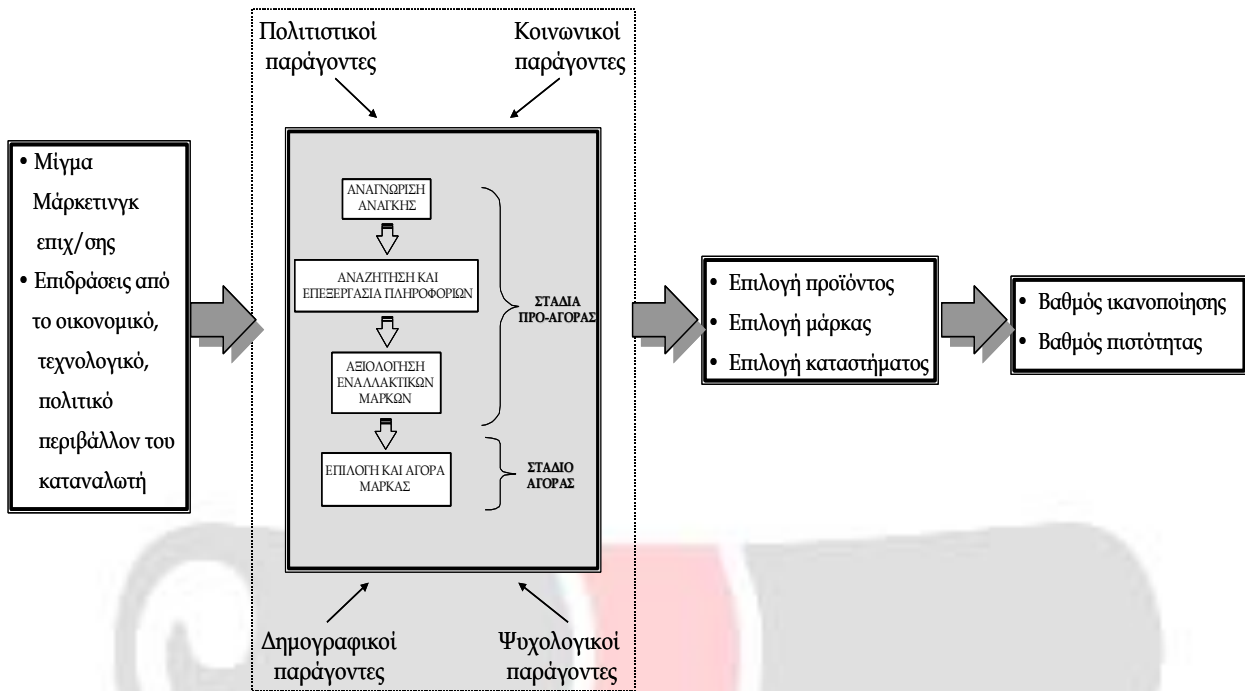 Πολιτιστικοί
παράγοντες
Κοινωνικοί
παράγοντες
• Μίγμα
Μάρκετινγκ
επιχ/σης
• Επιδράσεις από
το οικονομικό,
τεχνολογικό,
πολιτικό
περιβάλλον του
καταναλωτή
ΑΝΑΓΝΩΡΙΣΗ
ΑΝΑΓΚΗΣ
ΑΝΑΖΗΤΗΣΗ ΚΑΙ
ΕΠΕΞΕΡΓΑΣΙΑ ΠΛΗΡΟΦΟΡΙΩΝ
ΑΞΙΟΛΟΓΗΣΗ
ΕΝΑΛΛΑΚΤΙΚΩΝ
ΜΑΡΚΩΝ
ΕΠΙΛΟΓΗ ΚΑΙ ΑΓΟΡΑ
ΜΑΡΚΑΣ
ΣΤΑΔΙΑ
ΠΡΟ-ΑΓΟΡΑΣ
ΣΤΑΔΙΟ
ΑΓΟΡΑΣ
• Επιλογή προϊόντος
• Επιλογή μάρκας
• Επιλογή καταστήματος
• Βαθμός ικανοποίησης
• Βαθμός πιστότητας
Δημογραφικοί
παράγοντες
Ψυχολογικοί
παράγοντες